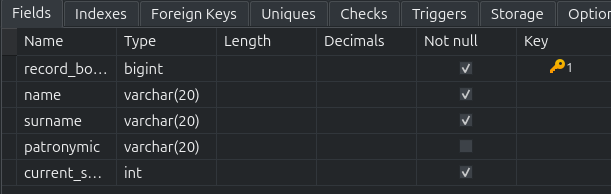 Fields Indexes Foreign Keys Uniques Checks Triggers Storage Option
Name Type Length Decimals Not null Key
record_bo... bigint 1
name varchar(20)
surname varchar(20)
patronymic varchar(20)
current_s... int